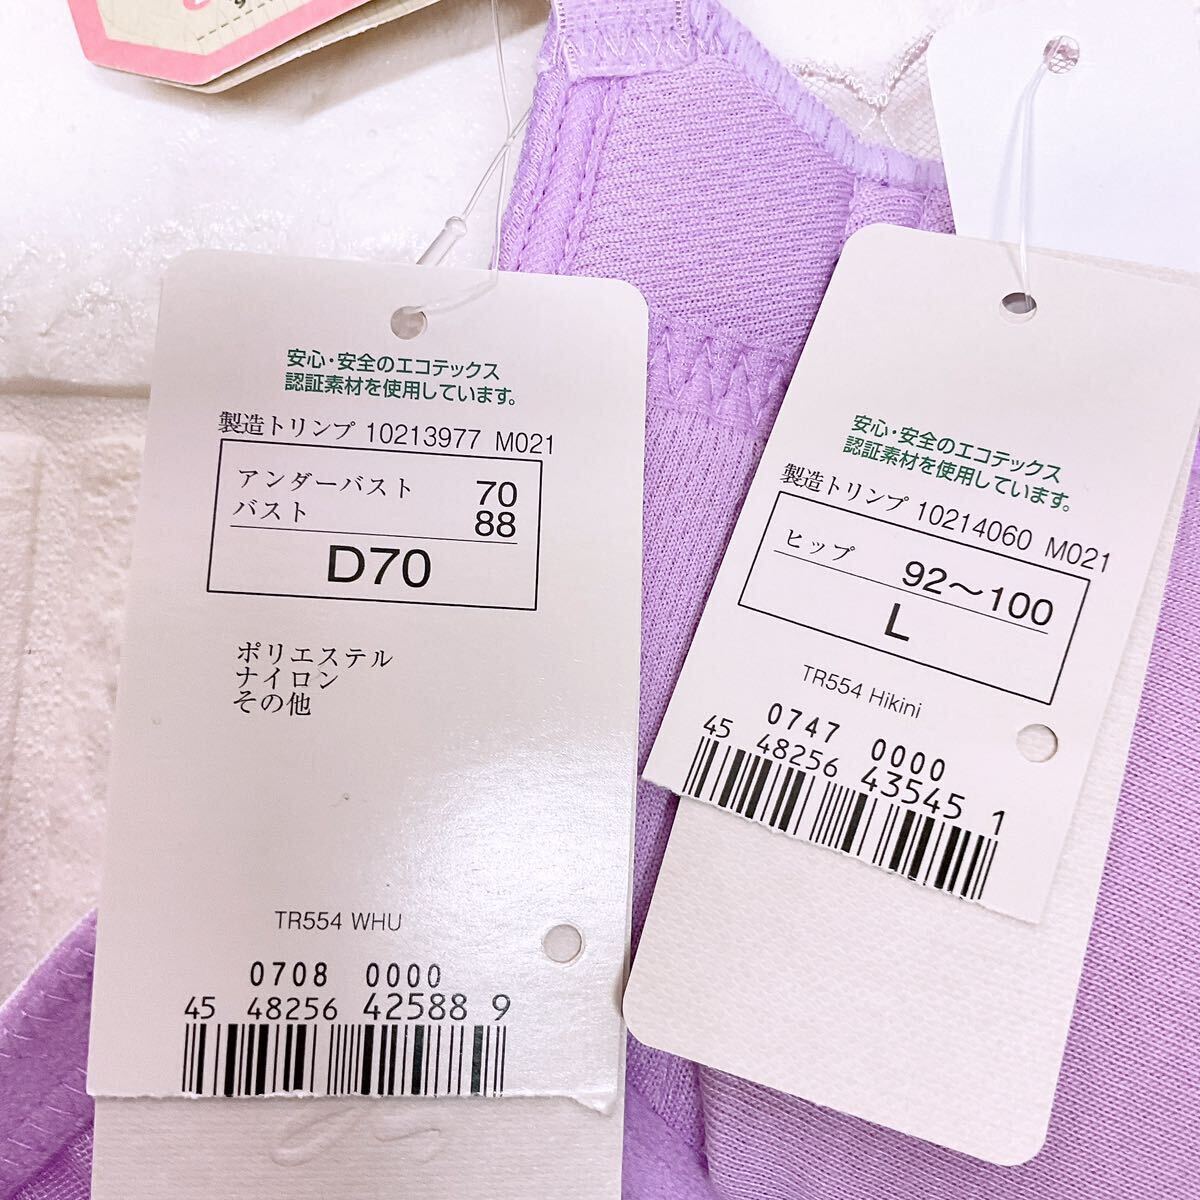 安心・安全のエコテックス
認証素材を使用しています。
製造トリンプ 10213977 M021
アンダーバスト 70
バスト 88
D70
ポリエステル
ナイロン
その他
TR554 WHU
0708 0000
45 48256 42588 9
安心・安全のエコテックス
認証素材を使用しています。
製造トリンプ 10214060 M021
ヒップ 92～100
L
TR554 Hikini
0747 0000
45 48256 43545 1